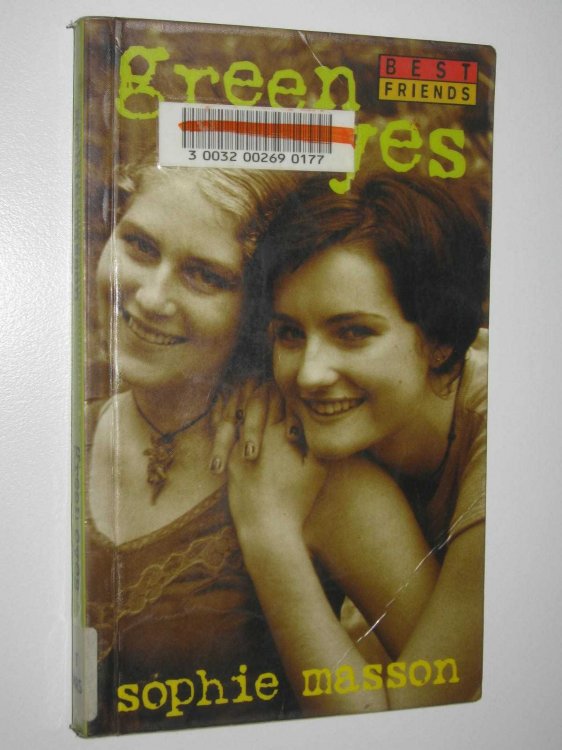 green
BEST
FRIENDS
3 0032 00269 0177
yes
sophie masson